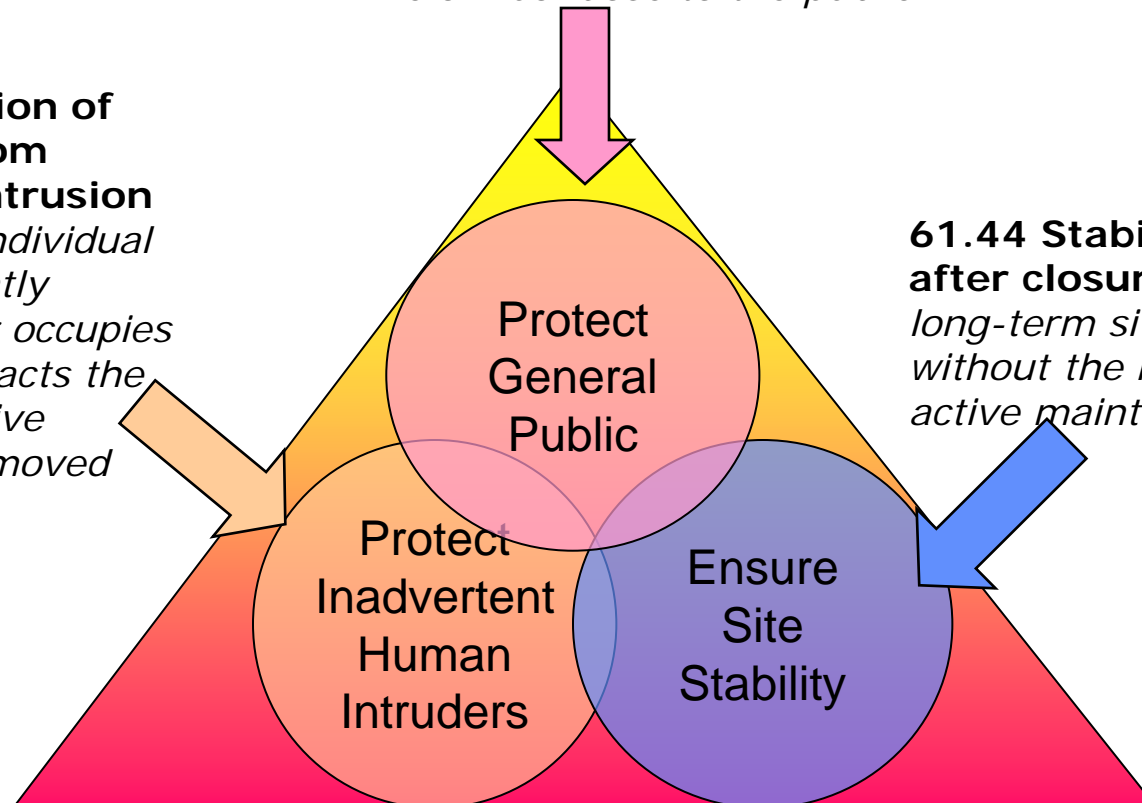 ion of
om
ntrusion
ndividual
tly
occupies
acts the
ive
moved
61.44 Stabi
after closur
long-term si
without the
active maint
Protect
General
Public
Protect
Inadvertent
Human
Intruders
Ensure
Site
Stability